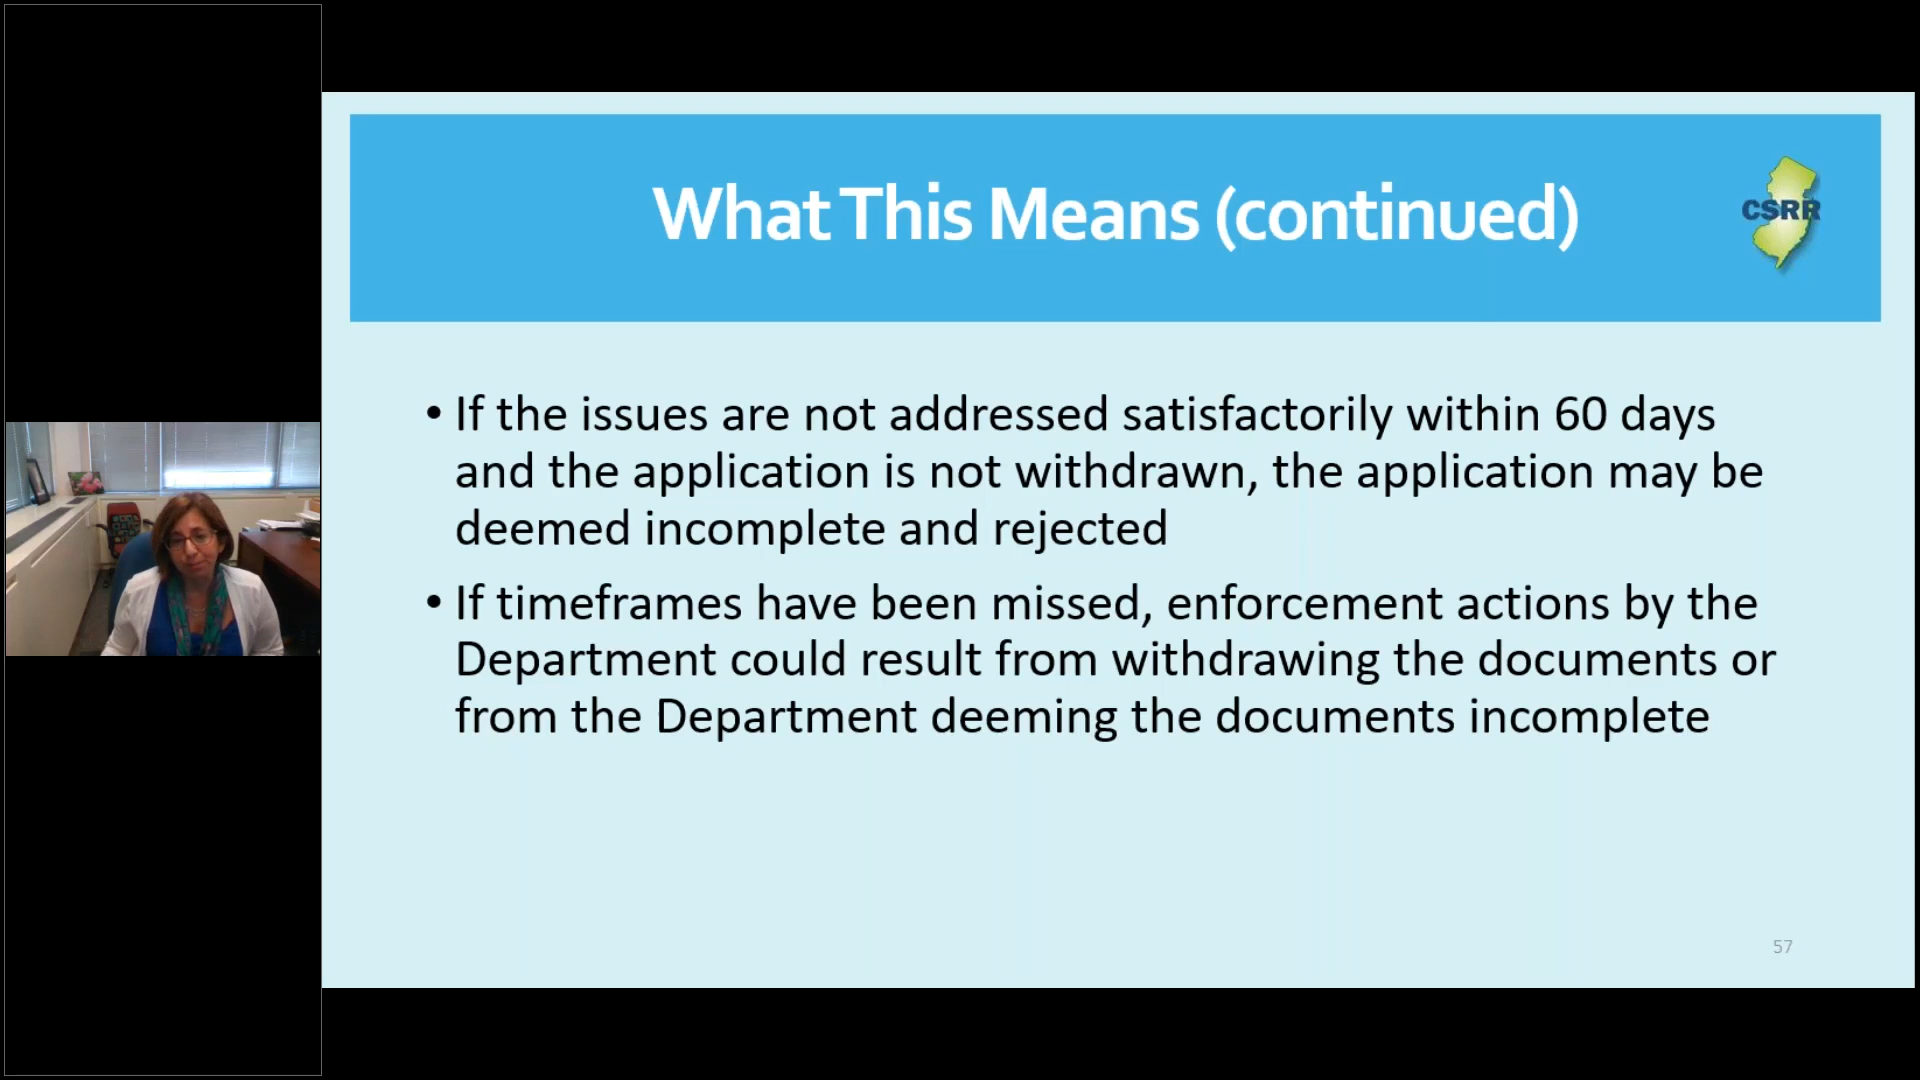 What This Means (continued)
CSRR
• If the issues are not addressed satisfactorily within 60 days
and the application is not withdrawn, the application may be
deemed incomplete and rejected
• If timeframes have been missed, enforcement actions by the
Department could result from withdrawing the documents or
from the Department deeming the documents incomplete
57